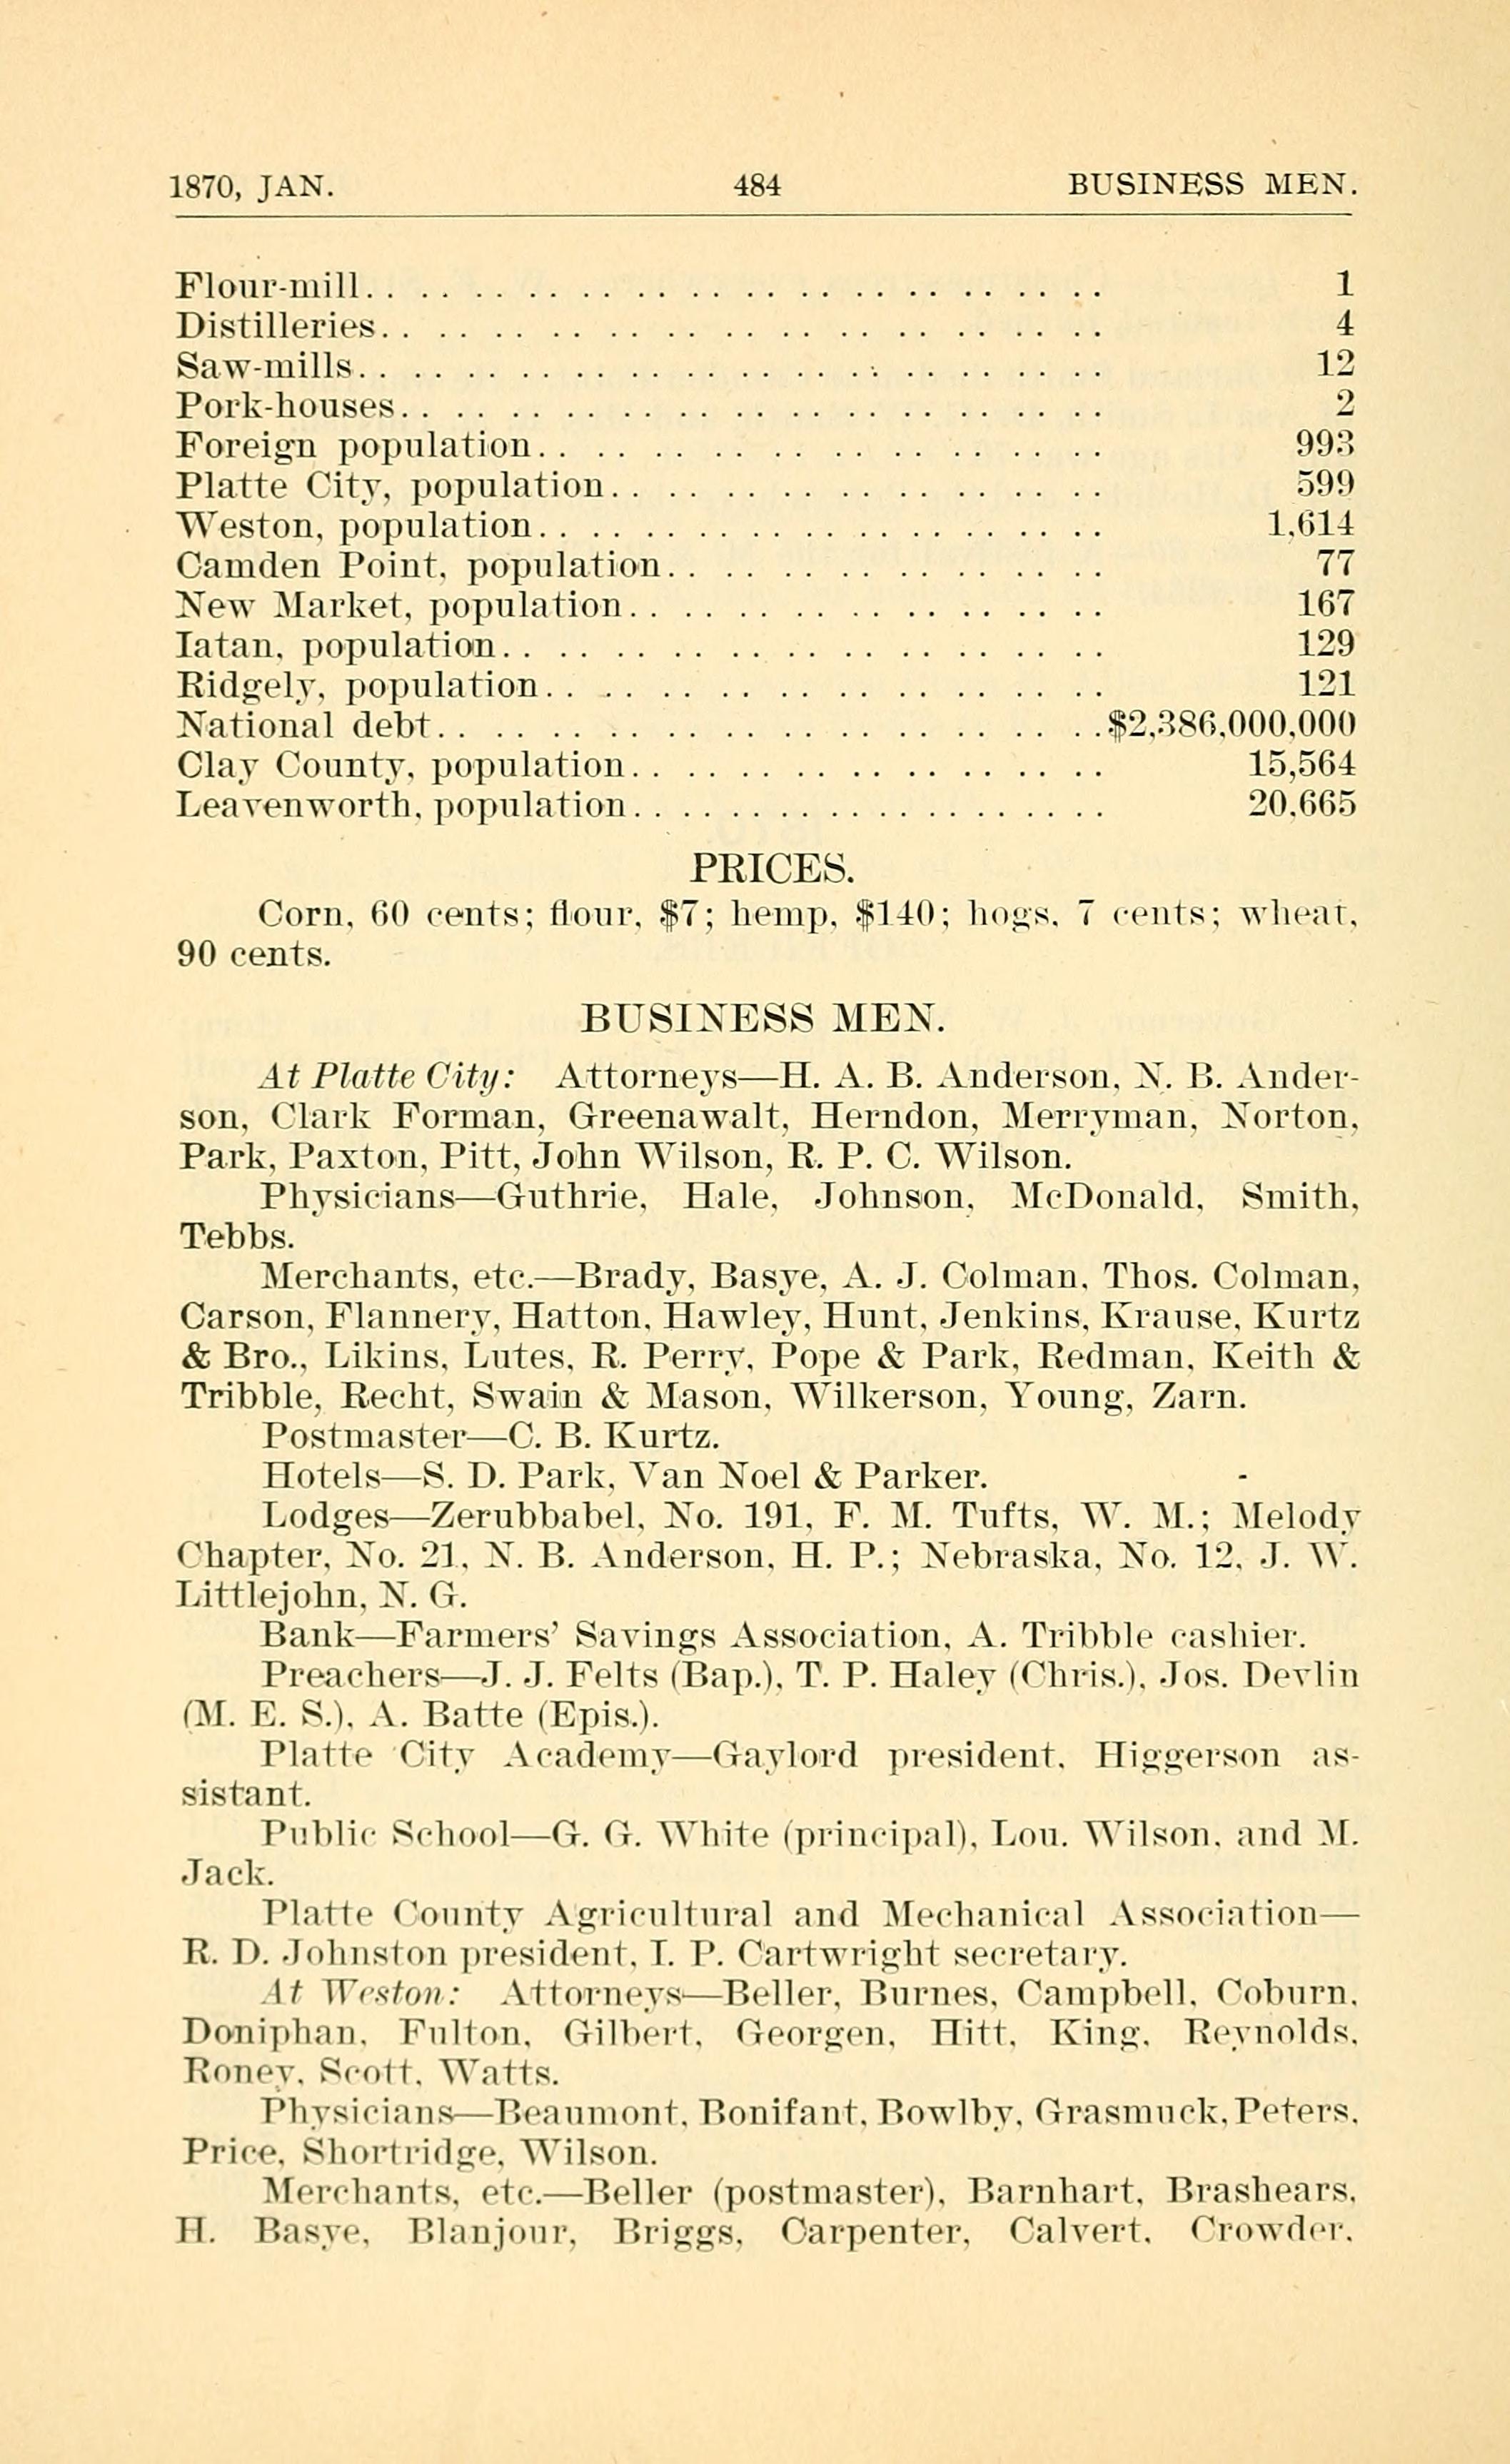 1870, JAN. 484 BUSINESS MEN.
Flour-mill. . . . . . . . . . . . . . . . . . . . . . . . . . . . 1
Distilleries. . . . . . . . . . . . . . . . . . . . . . . . . . . 4
Saw-mills. . . . . . . . . . . . . . . . . . . . . . . . . . . . 12
Pork-houses. . . . . . . . . . . . . . . . . . . . . . . . . . 2
Foreign population. . . . . . . . . . . . . . . . . . . . . 993
Platte City, population. . . . . . . . . . . . . . . . . . 599
Weston, population. . . . . . . . . . . . . . . . . . . . . 1,614
Camden Point, population. . . . . . . . . . . . . . . . 77
New Market, population. . . . . . . . . . . . . . . . . 167
Iatan, population. . . . . . . . . . . . . . . . . . . . . . 129
Ridgely, population. . . . . . . . . . . . . . . . . . . . 121
National debt. . . . . . . . . . . . . . . . . . . . . . . . $2,386,000,000
Clay County, population. . . . . . . . . . . . . . . . . 15,564
Leavenworth, population. . . . . . . . . . . . . . . . . 20,665
PRICES.
Corn, 60 cents; flour, $7; hemp, $140; hogs, 7 cents; wheat,
90 cents.
BUSINESS MEN.
At Platte City: Attorneys—H. A. B. Anderson, N. B. Ander-
son, Clark Forman, Greenawalt, Herndon, Merryman, Norton,
Park, Paxton, Pitt, John Wilson, R. P. C. Wilson.
Physicians—Guthrie, Hale, Johnson, McDonald, Smith,
Tebbs.
Merchants, etc.—Brady, Basye, A. J. Colman, Thos. Colman,
Carson, Flannery, Hatton, Hawley, Hunt, Jenkins, Krause, Kurtz
& Bro., Likins, Lutes, R. Perry, Pope & Park, Redman, Keith &
Tribble, Recht, Swain & Mason, Wilkerson, Young, Zarn.
Postmaster—C. B. Kurtz.
Hotels—S. D. Park, Van Noel & Parker.
Lodges—Zerubbabel, No. 191, F. M. Tufts, W. M.; Melody
Chapter, No. 21, N. B. Anderson, H. P.; Nebraska, No. 12, J. W.
Littlejohn, N. G.
Bank—Farmers' Savings Association, A. Tribble cashier.
Preachers—J. J. Felts (Bap.), T. P. Haley (Chris.), Jos. Devlin
(M. E. S.), A. Batte (Epis.).
Platte City Academy—Gaylord president, Higgerson as-
sistant.
Public School—G. G. White (principal), Lou. Wilson, and M.
Jack.
Platte County Agricultural and Mechanical Association—
R. D. Johnston president, I. P. Cartwright secretary.
At Weston: Attorneys—Beller, Burnes, Campbell, Coburn,
Doniphan, Fulton, Gilbert, Georgen, Hitt, King, Reynolds,
Roney, Scott, Watts.
Physicians—Beaumont, Bonifant, Bowlby, Grasmuck, Peters,
Price, Shortridge, Wilson.
Merchants, etc.—Beller (postmaster), Barnhart, Brashears,
H. Basye, Blanjour, Briggs, Carpenter, Calvert, Crowder,